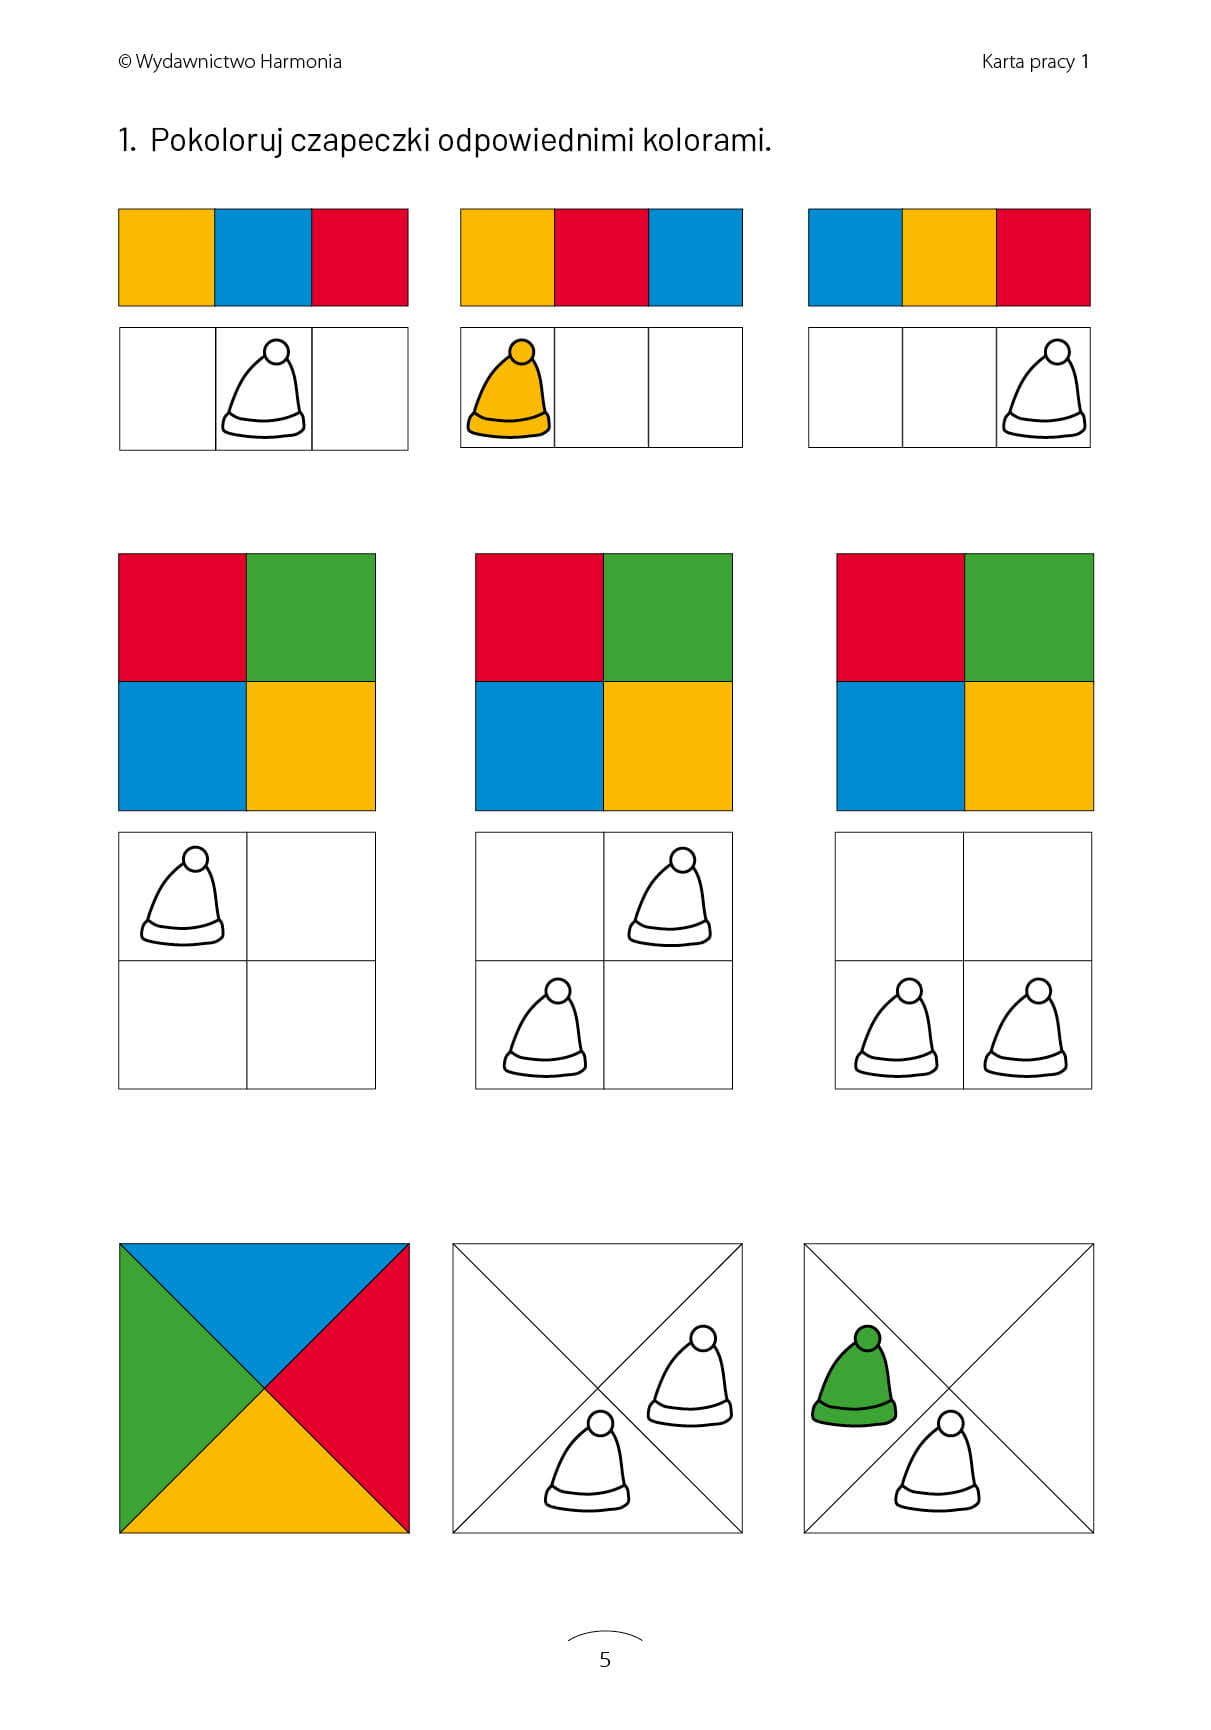 © Wydawnictwo Harmonia
Karta pracy 1
1. Pokoloruj czapeczki odpowiednimi kolorami.
5